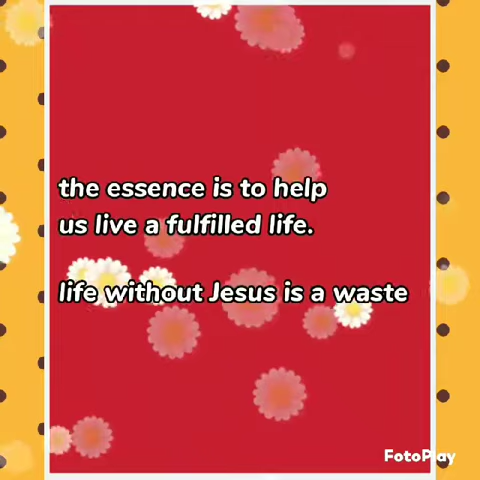 the essence is to help
us live a fulfilled life.
life without Jesus is a waste
FotoPlay